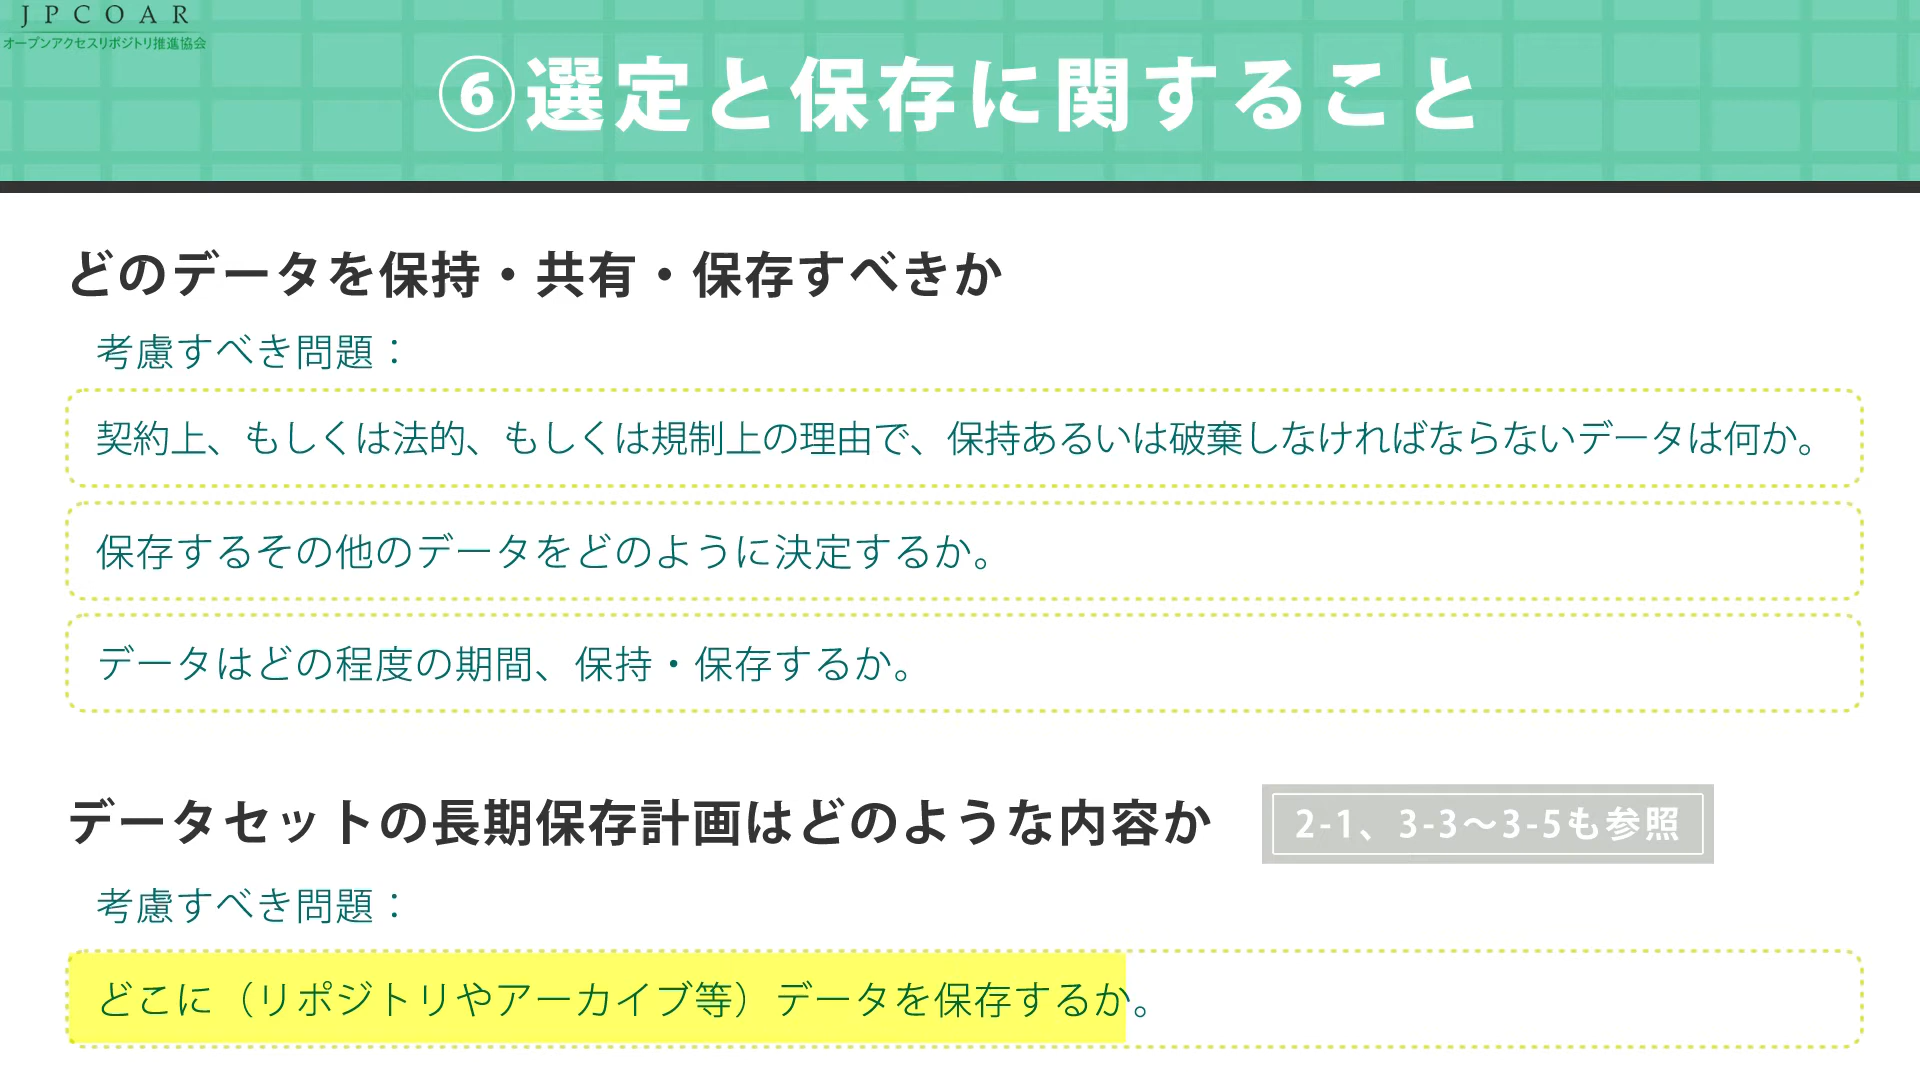 JPCOAR
オープンアクセスリポジトリ推進協会
⑥選定と保存に関すること
どのデータを保持・共有・保存すべきか
考慮すべき問題：
契約上、もしくは法的、もしくは規制上の理由で、保持あるいは破棄しなければならないデータは何か。
保存するその他のデータをどのように決定するか。
データはどの程度の期間、保持・保存するか。
データセットの長期保存計画はどのような内容か
2-1、3-3～3-5も参照
考慮すべき問題：
どこに（リポジトリやアーカイブ等）データを保存するか。